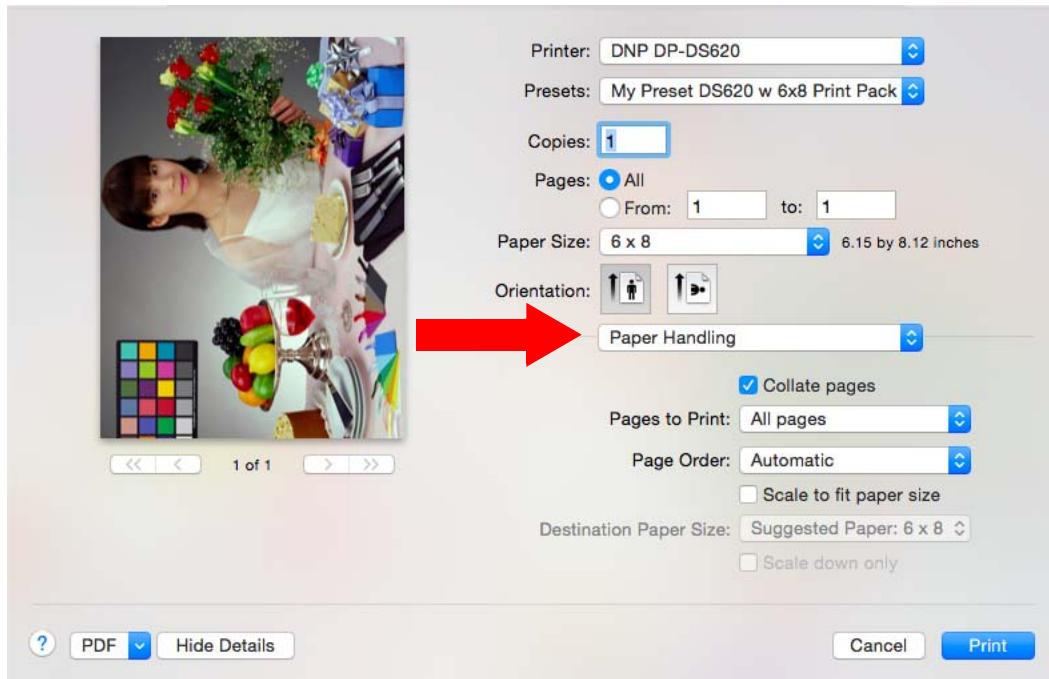 Printer: DNP DP-DS620
Presets: My Preset DS620 w 6x8 Print Pack
Copies: 1
Pages: All
From: 1 to: 1
Paper Size: 6 x 8 6.15 by 8.12 inches
Orientation:
Paper Handling
Collate pages
Pages to Print: All pages
Page Order: Automatic
Scale to fit paper size
Destination Paper Size: Suggested Paper: 6 x 8
Scale down only
<< < 1 of 1 > >>
? PDF Hide Details Cancel Print